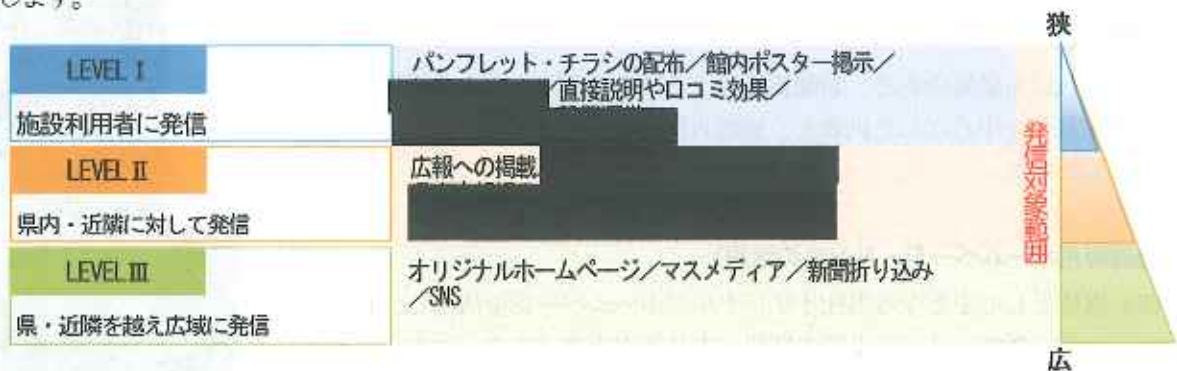 します。
狭
LEVEL Ⅰ
施設利用者に発信
パンフレット・チラシの配布／館内ポスター掲示／
／直接説明や口コミ効果／
LEVEL Ⅱ
県内・近隣に対して発信
広報への掲載
LEVEL Ⅲ
県・近隣を越え広域に発信
オリジナルホームページ／マスメディア／新聞折り込み
／SNS
発信対象範囲
広